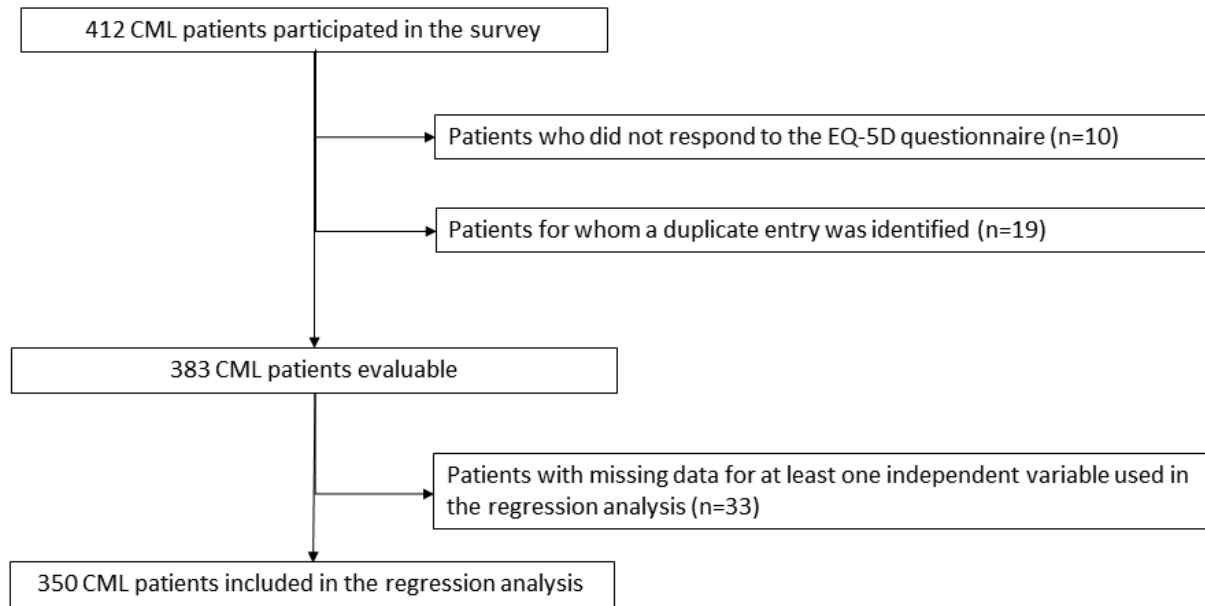 412 CML patients participated in the survey
Patients who did not respond to the EQ-5D questionnaire (n=10)
Patients for whom a duplicate entry was identified (n=19)
383 CML patients evaluable
Patients with missing data for at least one independent variable used in
the regression analysis (n=33)
350 CML patients included in the regression analysis